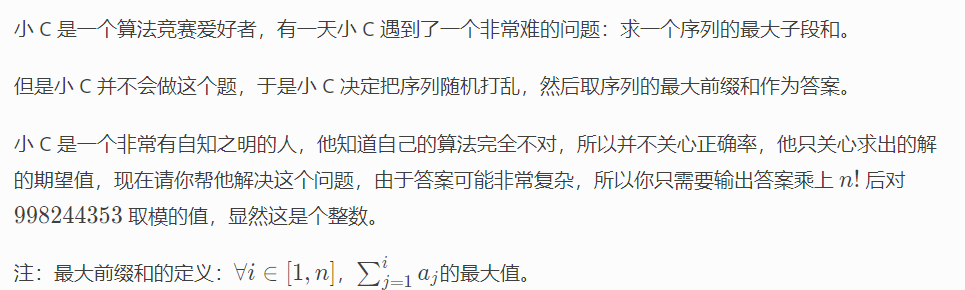 小 C 是一个算法竞赛爱好者，有一天小 C 遇到了一个非常难的问题：求一个序列的最大子段和。
但是小 C 并不会做这个题，于是小 C 决定把序列随机打乱，然后取序列的最大前缀和作为答案。
小 C 是一个非常有自知之明的人，他知道自己的算法完全不对，所以并不关心正确率，他只关心求出的解
的期望值，现在请你帮他解决这个问题，由于答案可能非常复杂，所以你只需要输出答案乘上 n! 后对
998244353 取模的值，显然这是个整数。
注：最大前缀和的定义：∀i ∈ [1, n]，∑_{j=1}^{i} a_j的最大值。